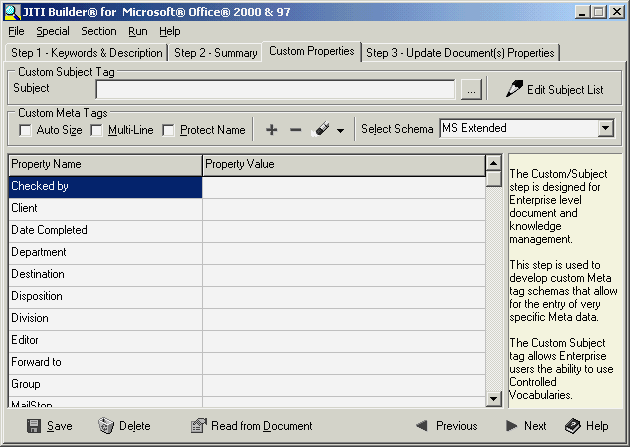 JITI Builder® for Microsoft® Office® 2000 & 97
File Special Section Run Help
Step 1 - Keywords & Description Step 2 - Summary Custom Properties Step 3 - Update Document(s) Properties
Custom Subject Tag
Subject ... Edit Subject List
Custom Meta Tags
Auto Size Multi-Line Protect Name Select Schema MS Extended
Property Name Property Value
Checked by
Client
Date Completed
Department
Destination
Disposition
Division
Editor
Forward to
Group
MailStop
The Custom/Subject
step is designed for
Enterprise level
document and
knowledge
management.
This step is used to
develop custom Meta
tag schemas that allow
for the entry of very
specific Meta data.
The Custom Subject
tag allows Enterprise
users the ability to use
Controlled
Vocabularies.
Save Delete Read from Document Previous Next Help